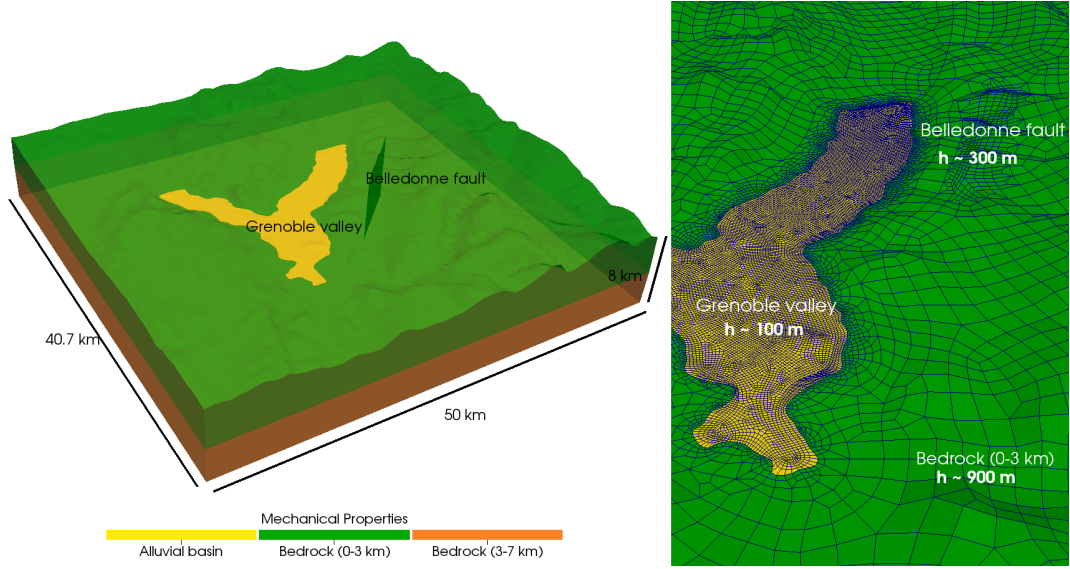 Belledonne fault
Grenoble valley
8 km
40.7 km
50 km
Mechanical Properties
Alluvial basin
Bedrock (0-3 km)
Bedrock (3-7 km)
Belledonne fault
h ~ 300 m
Grenoble valley
h ~ 100 m
Bedrock (0-3 km)
h ~ 900 m